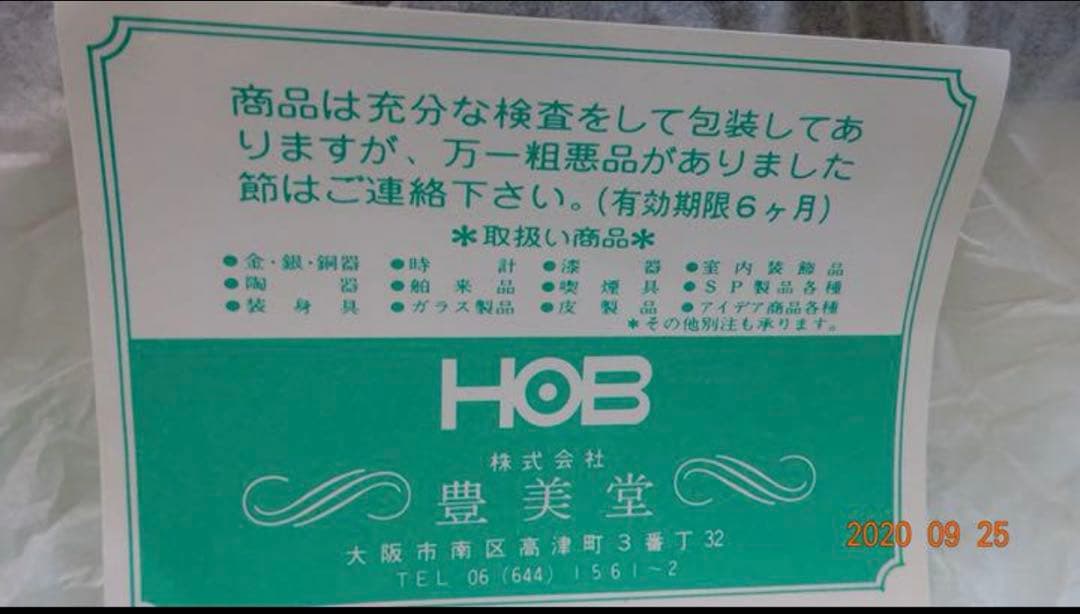 商品は充分な検査をして包装してあ
りますが、万一粗悪品がありました
節はご連絡下さい。(有効期限6ヶ月)
＊取扱い商品＊
●金・銀・銅器 ●時計 ●漆器 ●室内装飾品
●陶器 ●舶来品 ●喫煙具 ●SP製品各種
●装身具 ●ガラス製品 ●皮製品 ●アイデア商品各種
＊その他別注も承ります。
HOB
株式会社
豊美堂
大阪市南区高津町3番丁32
TEL 06(644)1561~2
2020 09 25